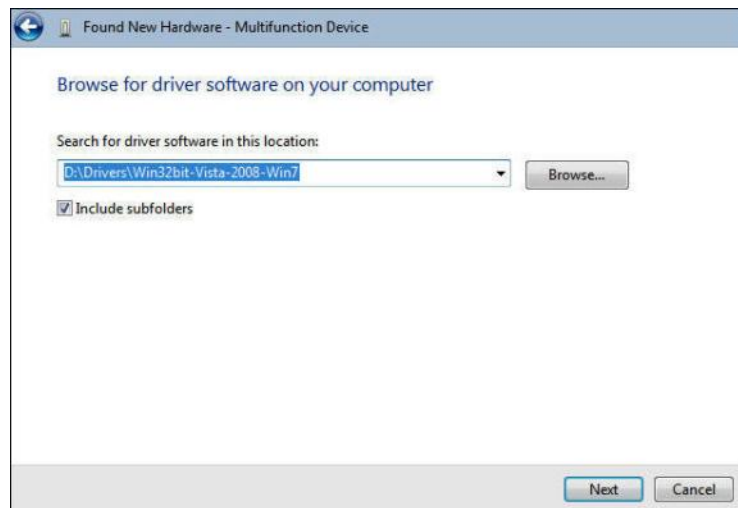 Found New Hardware - Multifunction Device
Browse for driver software on your computer
Search for driver software in this location:
D:\Drivers\Win32bit-Vista-2008-Win7
Browse...
Include subfolders
Next
Cancel